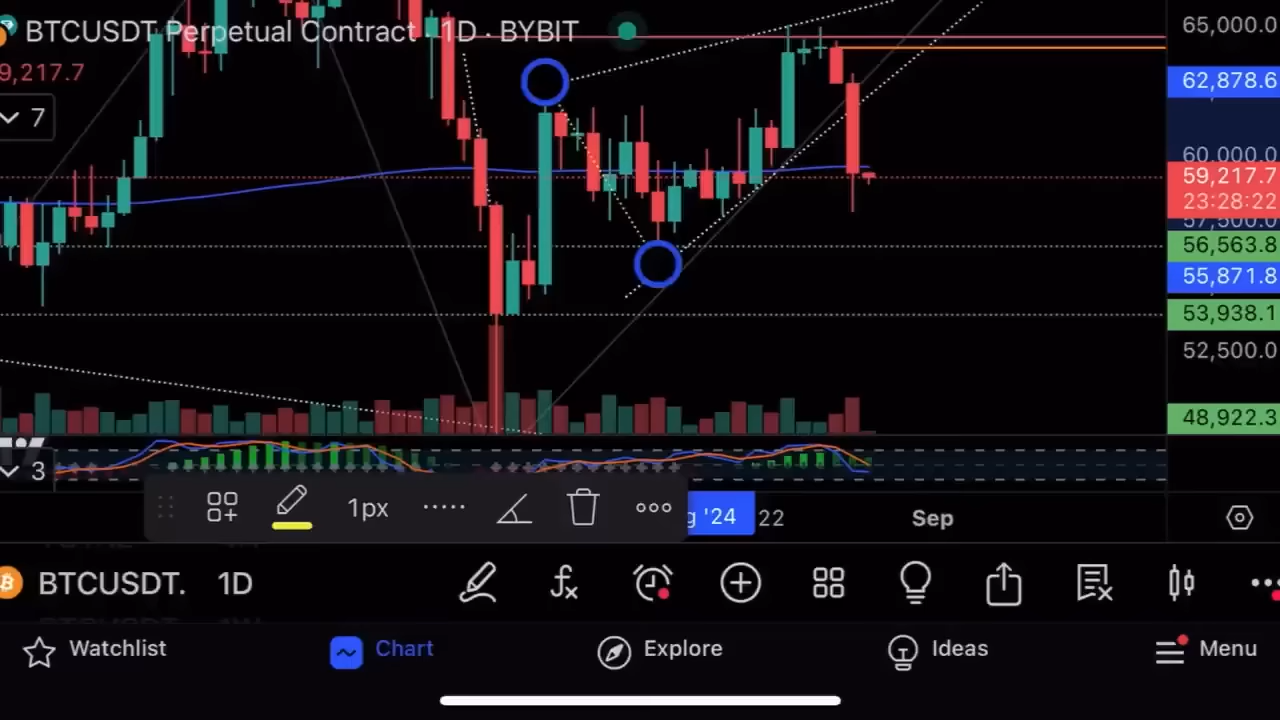 BTCUSDT Perpetual Contract · 1D · BYBIT
65,000.0
9,217.7
62,878.6
7
60,000.0
59,217.7
23:28:22
57,500.0
56,563.8
55,871.8
53,938.1
52,500.0
48,922.3
3
1px
g '24
22
Sep
BTCUSDT.
1D
Watchlist
Chart
Explore
Ideas
Menu